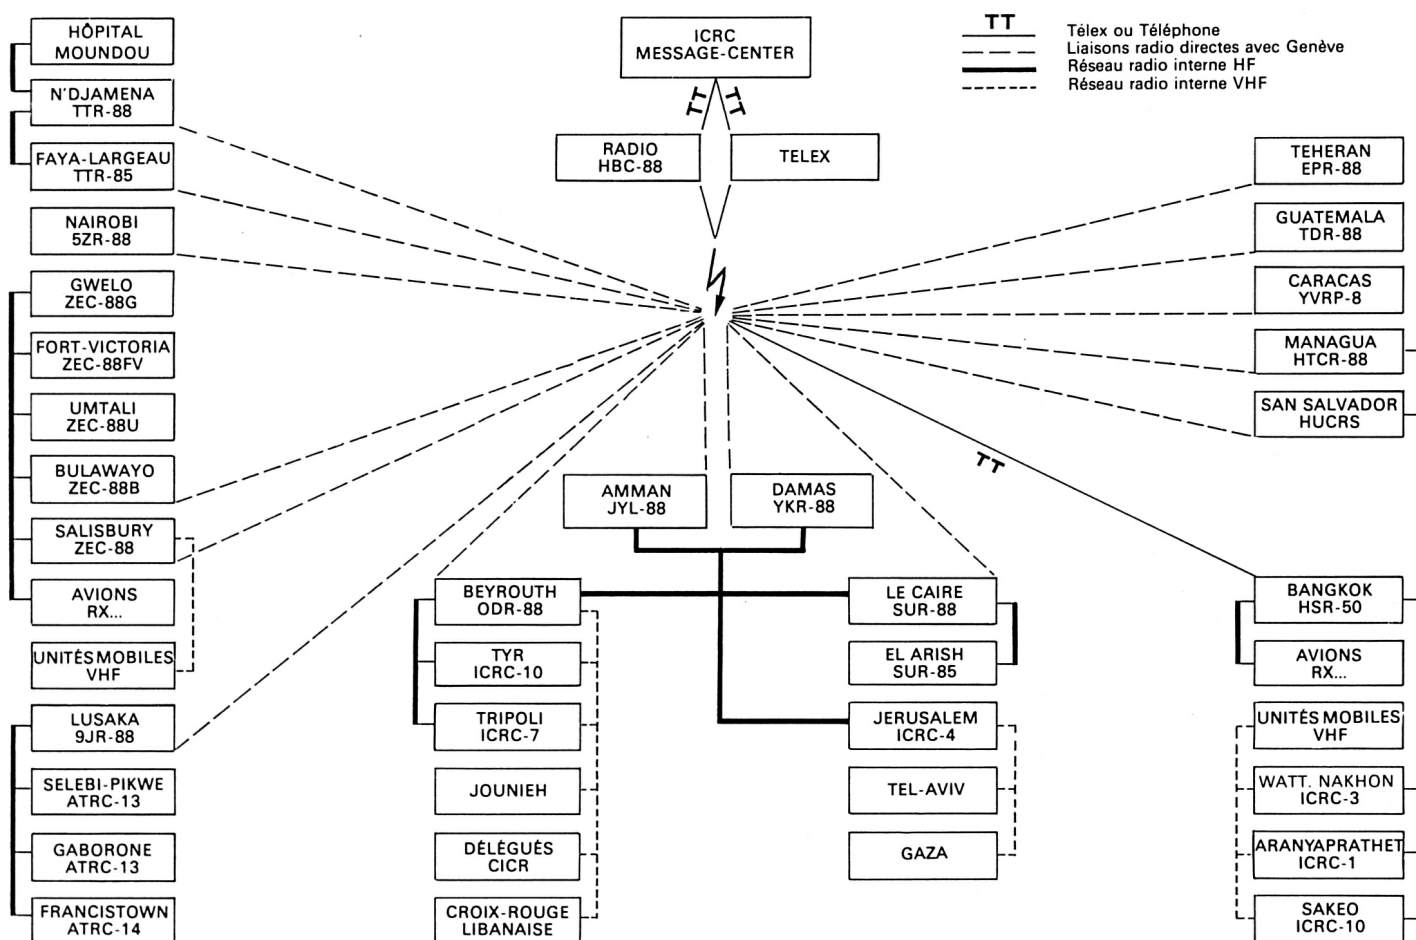 HÔPITAL
MOUNDOU
N'DJAMENA
TTR-88
FAYA-LARGEAU
TTR-85
NAIROBI
5ZR-88
GWELO
ZEC-88G
FORT-VICTORIA
ZEC-88FV
UMTALI
ZEC-88U
BULAWAYO
ZEC-88B
SALISBURY
ZEC-88
AVIONS
RX...
UNITÉS MOBILES
VHF
LUSAKA
9JR-88
SELEBI-PIKWE
ATRC-13
GABORONE
ATRC-13
FRANCISTOWN
ATRC-14
ICRC
MESSAGE-CENTER
TT
TT
RADIO
HBC-88
TELEX
AMMAN
JYL-88
DAMAS
YKR-88
BEYROUTH
ODR-88
TYR
ICRC-10
TRIPOLI
ICRC-7
JOUNIEH
DÉLÉGUÉS
CICR
CROIX-ROUGE
LIBANAISE
LE CAIRE
SUR-88
EL ARISH
SUR-85
JERUSALEM
ICRC-4
TEL-AVIV
GAZA
TT
TT Télex ou Téléphone
Liaisons radio directes avec Genève
Réseau radio interne HF
Réseau radio interne VHF
TEHERAN
EPR-88
GUATEMALA
TDR-88
CARACAS
YVRP-8
MANAGUA
HTCR-88
SAN SALVADOR
HUCRS
BANGKOK
HSR-50
AVIONS
RX...
UNITÉS MOBILES
VHF
WATT. NAKHON
ICRC-3
ARANYAPRATHET
ICRC-1
SAKEO
ICRC-10